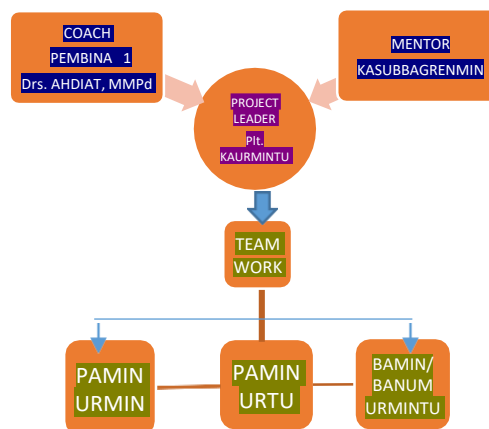 COACH
PEMBINA 1
Drs. AHDIAT, MMPd
MENTOR
KASUBBAGRENMIN
PROJECT
LEADER
Plt.
KAURMINTU
TEAM
WORK
PAMIN
URMIN
PAMIN
URTU
BAMIN/
BANUM
URMINTU